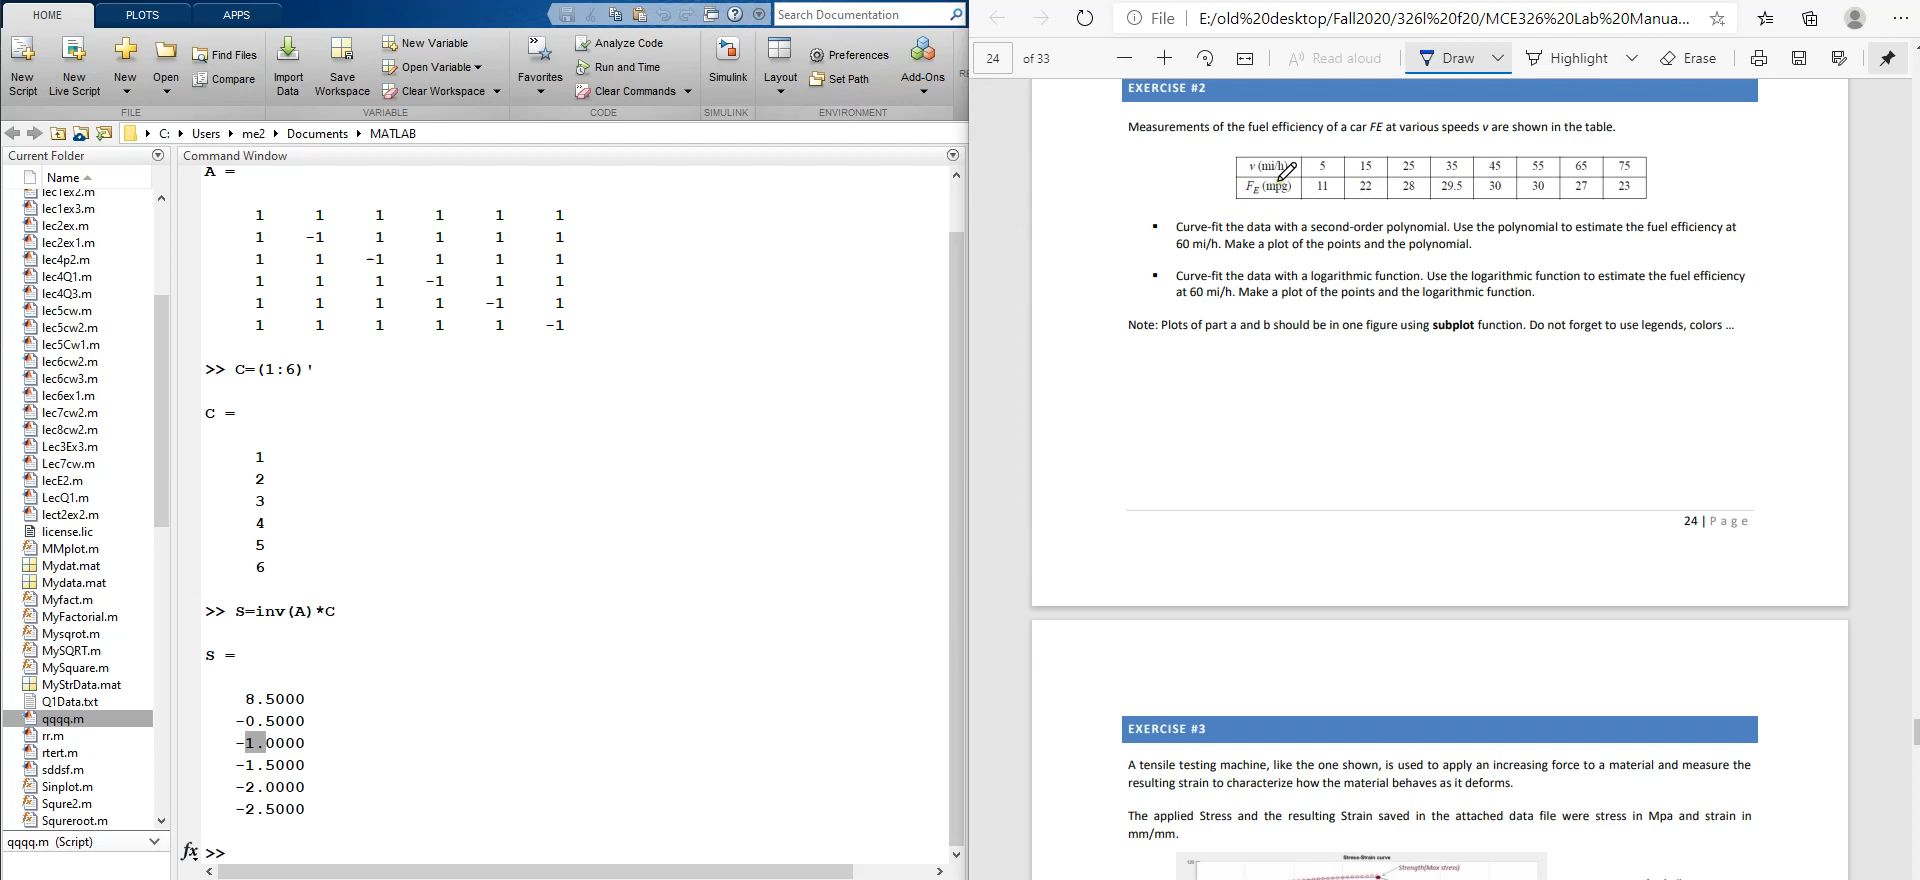 HOME PLOTS APPS
Search Documentation
New Script
New Live Script
New
Open
Find Files
Compare
Import Data
Save Workspace
New Variable
Open Variable
Clear Workspace
Favorites
Analyze Code
Run and Time
Clear Commands
Simulink
Layout
Preferences
Set Path
Add-Ons
FILE VARIABLE CODE SIMULINK ENVIRONMENT
C: Users me2 Documents MATLAB
Current Folder
Name
lec1ex2.m
lec1ex3.m
lec2ex.m
lec2ex1.m
lec4p2.m
lec4Q1.m
lec4Q3.m
lec5cw.m
lec5cw2.m
lec5Cw1.m
lec6cw2.m
lec6cw3.m
lec6ex1.m
lec7cw2.m
lec8cw2.m
Lec3Ex3.m
Lec7cw.m
lecE2.m
LecQ1.m
lect2ex2.m
license.lic
MMplot.m
Mydat.mat
Mydata.mat
Myfact.m
MyFactorial.m
Mysqrot.m
MySQRT.m
MySquare.m
MyStrData.mat
Q1Data.txt
qqqq.m
rr.m
rtert.m
sddsf.m
Sinplot.m
Squre2.m
Squreroot.m
qqqq.m (Script)
Command Window
A =
1 1 1 1 1 1
1 -1 1 1 1 1
1 1 -1 1 1 1
1 1 1 -1 1 1
1 1 1 1 -1 1
1 1 1 1 1 -1
>> C=(1:6)'
C =
1
2
3
4
5
6
>> S=inv(A)*C
S =
8.5000
-0.5000
-1.0000
-1.5000
-2.0000
-2.5000
fx >>
File E:/old%20desktop/Fall2020/326l%20f20/MCE326%20Lab%20Manua...
24 of 33
Read aloud
Draw
Highlight
Erase
EXERCISE #2
Measurements of the fuel efficiency of a car FE at various speeds v are shown in the table.
v (mi/h) 5 15 25 35 45 55 65 75
FE (mpg) 11 22 28 29.5 30 30 27 23
▪ Curve-fit the data with a second-order polynomial. Use the polynomial to estimate the fuel efficiency at
60 mi/h. Make a plot of the points and the polynomial.
▪ Curve-fit the data with a logarithmic function. Use the logarithmic function to estimate the fuel efficiency
at 60 mi/h. Make a plot of the points and the logarithmic function.
Note: Plots of part a and b should be in one figure using subplot function. Do not forget to use legends, colors ...
24 | Page
EXERCISE #3
A tensile testing machine, like the one shown, is used to apply an increasing force to a material and measure the
resulting strain to characterize how the material behaves as it deforms.
The applied Stress and the resulting Strain saved in the attached data file were stress in Mpa and strain in
mm/mm.
Stress-Strain curve
Strength(Max stress)